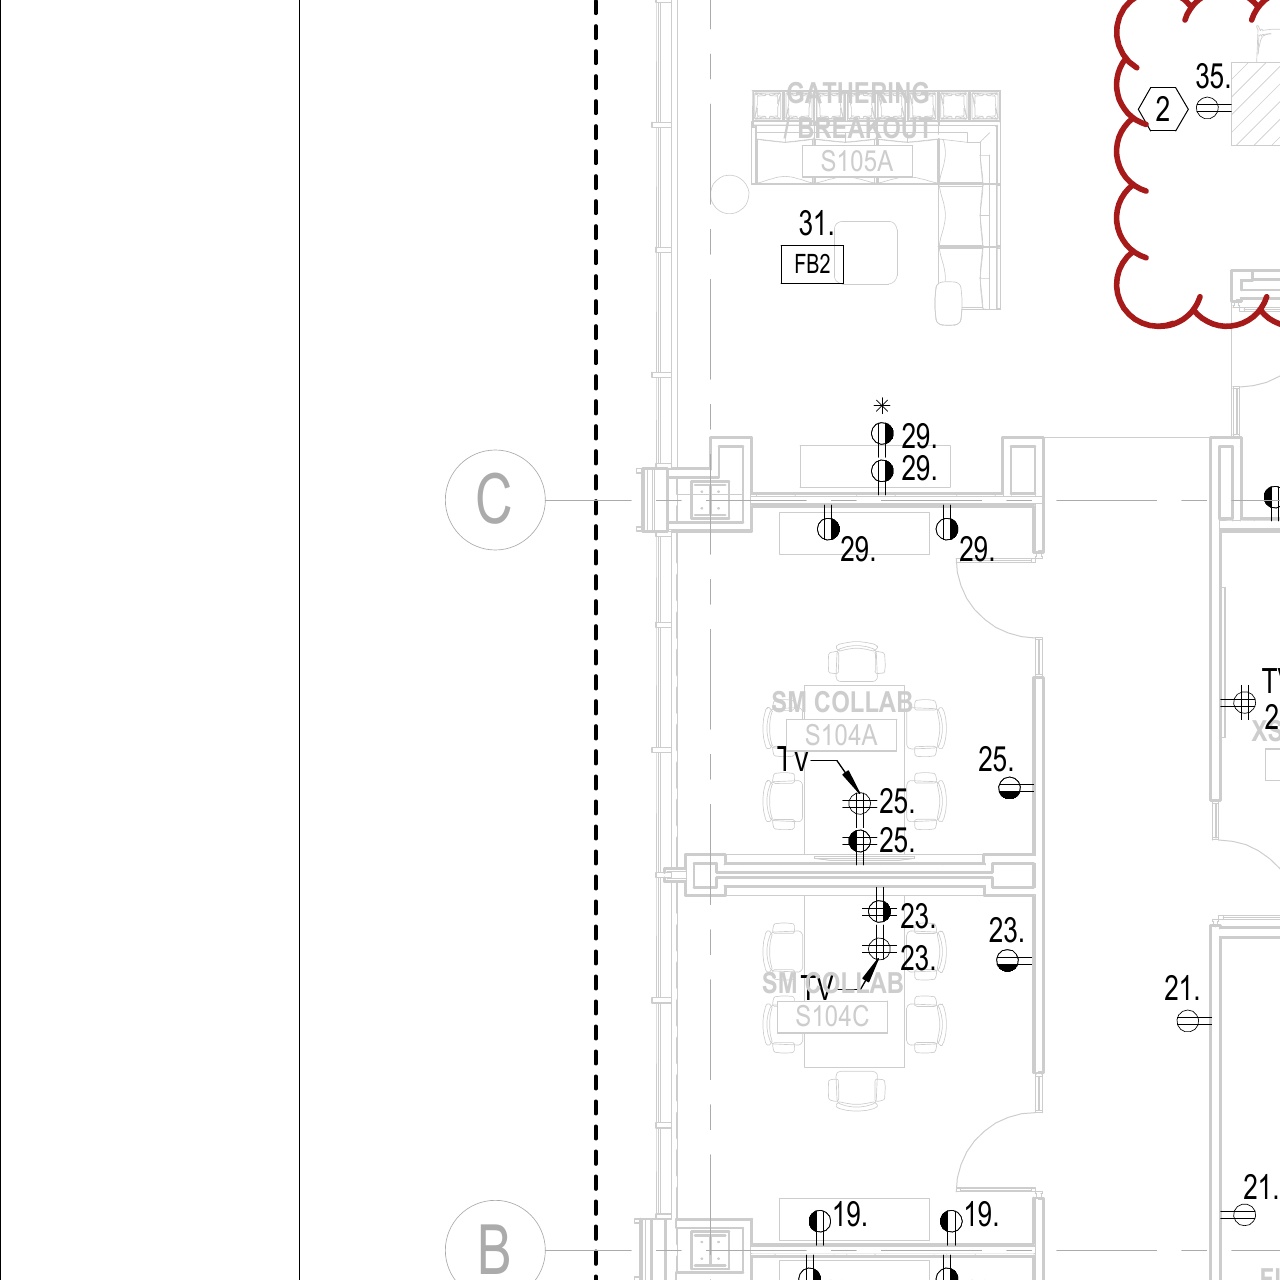 GATHERING
/ BREAKOUT
S105A
35.
2
31.
FB2
29.
29.
C
29.
29.
SM COLLAB
S104A
TV
25.
25.
25.
23.
23.
23.
TV
SM COLLAB
S104C
21.
21.
19.
19.
B